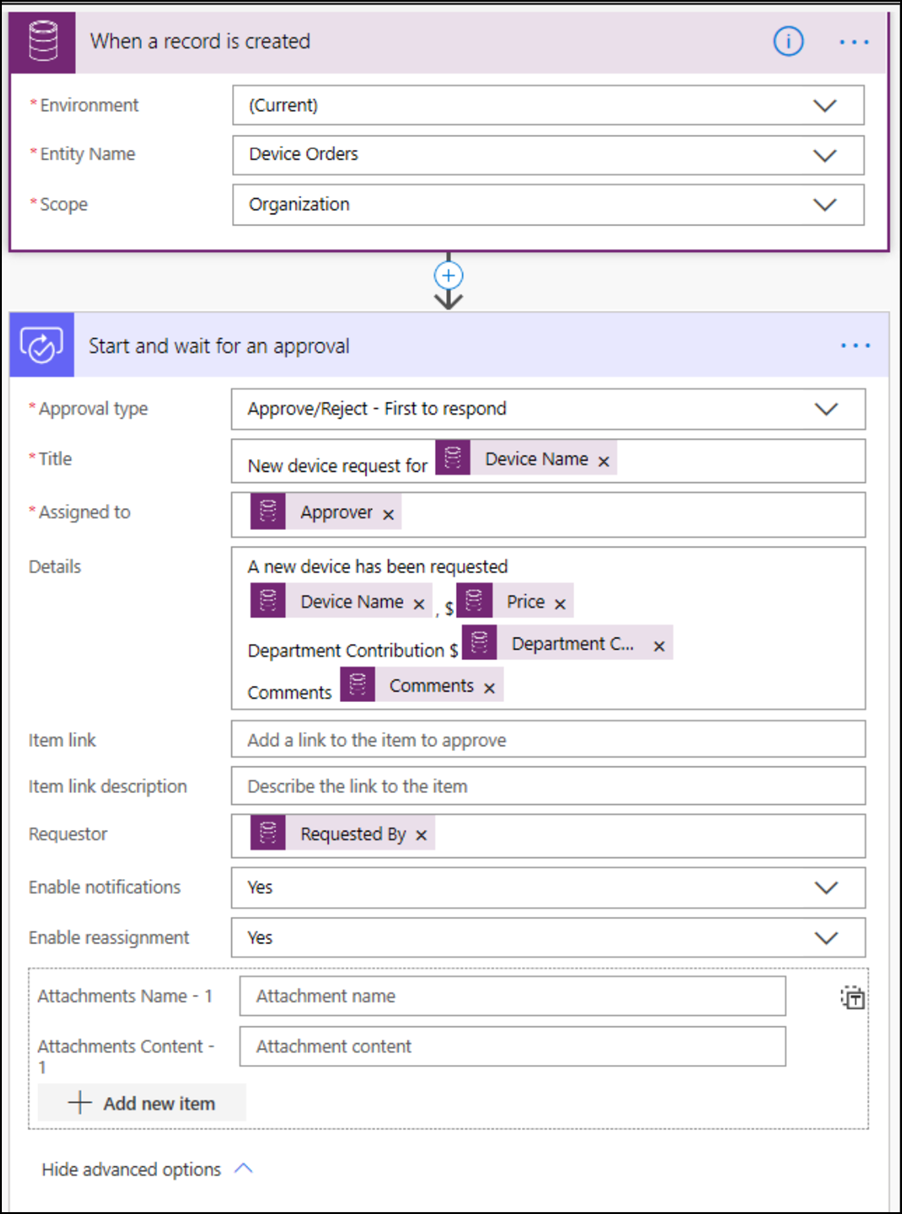 When a record is created
* Environment (Current)
* Entity Name Device Orders
* Scope Organization
Start and wait for an approval
* Approval type Approve/Reject - First to respond
* Title New device request for Device Name ×
* Assigned to Approver ×
Details A new device has been requested
Device Name × , $ Price ×
Department Contribution $ Department C... ×
Comments Comments ×
Item link Add a link to the item to approve
Item link description Describe the link to the item
Requestor Requested By ×
Enable notifications Yes
Enable reassignment Yes
Attachments Name - 1 Attachment name
Attachments Content - 1 Attachment content
Add new item
Hide advanced options